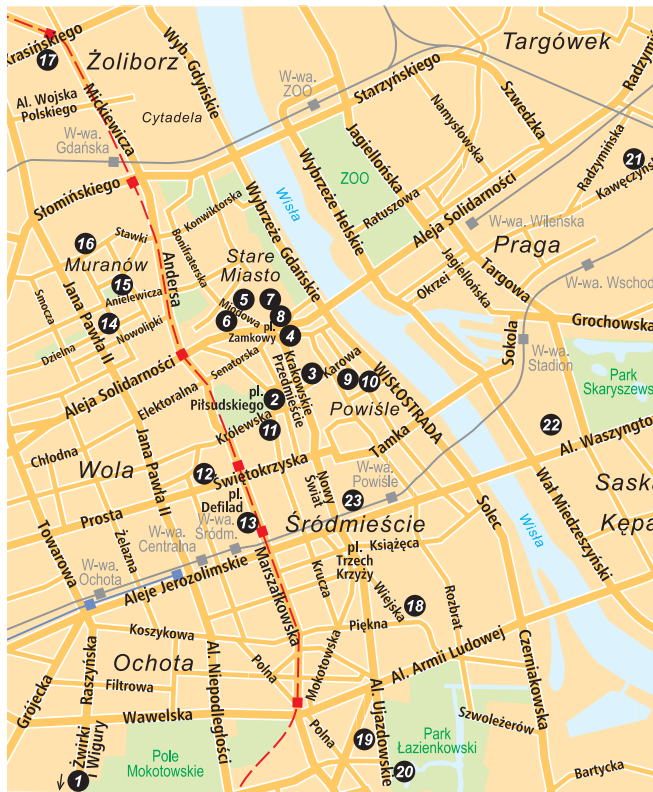 Krasińskiego
17
Żoliborz
Wyb. Gdyńskie
Targówek
Radzymi
Al. Wojska
Polskiego
Mickiewicza
Cytadela
W-wa.
ZOO
Starzyńskiego
Szwedzka
Namysłowska
W-wa.
Gdańska
Jagiellońska
ZOO
Radzymińska
21
Kawęczyńs
Słomińskiego
Konwiktorska
Wybrzeże Gdańskie
Wisła
Wybrzeże Helskie
Ratuszowa
Aleja Solidarności
W-wa. Wileńska
Praga
16
Stawki
Bonifraterska
Muranów
Andersa
Stare
Miasto
Jagiellońska
Targowa
W-wa. Wschod
Smocza
15
Anielewicza
Jana Pawła II
14
Nowolipki
Dzielna
5
7
Miodowa
8
6
pl.
Zamkowy
4
Okrzei
Sokola
Grochowska
W-wa.
Stadion
Aleja Solidarności
Senatorska
Krakowskie
Przedmieście
3
Karowa
9
10
WISŁOSTRADA
Park
Skaryszews
Elektoralna
pl.
Piłsudskiego
2
Powiśle
Królewska
11
22
Chłodna
Jana Pawła II
Tamka
Al. Waszyngto
Wola
12
Świętokrzyska
Nowy
Świat
W-wa.
Powiśle
Sask
Kępa
Prosta
pl.
Defilad
23
Solec
Wał Miedzeszyński
Towarowa
Żelazna
W-wa.
Centralna
W-wa.
Śródm.
13
Śródmieście
Wisła
W-wa.
Ochota
Aleje Jerozolimskie
Marszałkowska
pl.
Trzech
Krzyży
Książęca
Krucza
Wiejska
18
Rozbrat
Koszykowa
Piękna
Ochota
Al. Niepodległości
Polna
Mokotowska
Al. Armii Ludowej
Czerniakowska
Grójecka
Raszyńska
Filtrowa
Wawelska
Al. Ujazdowskie
Szwoleżerów
Polna
Park
Łazienkowski
Pole
Mokotowskie
Żwirki
i Wigury
1
19
20
Bartycka